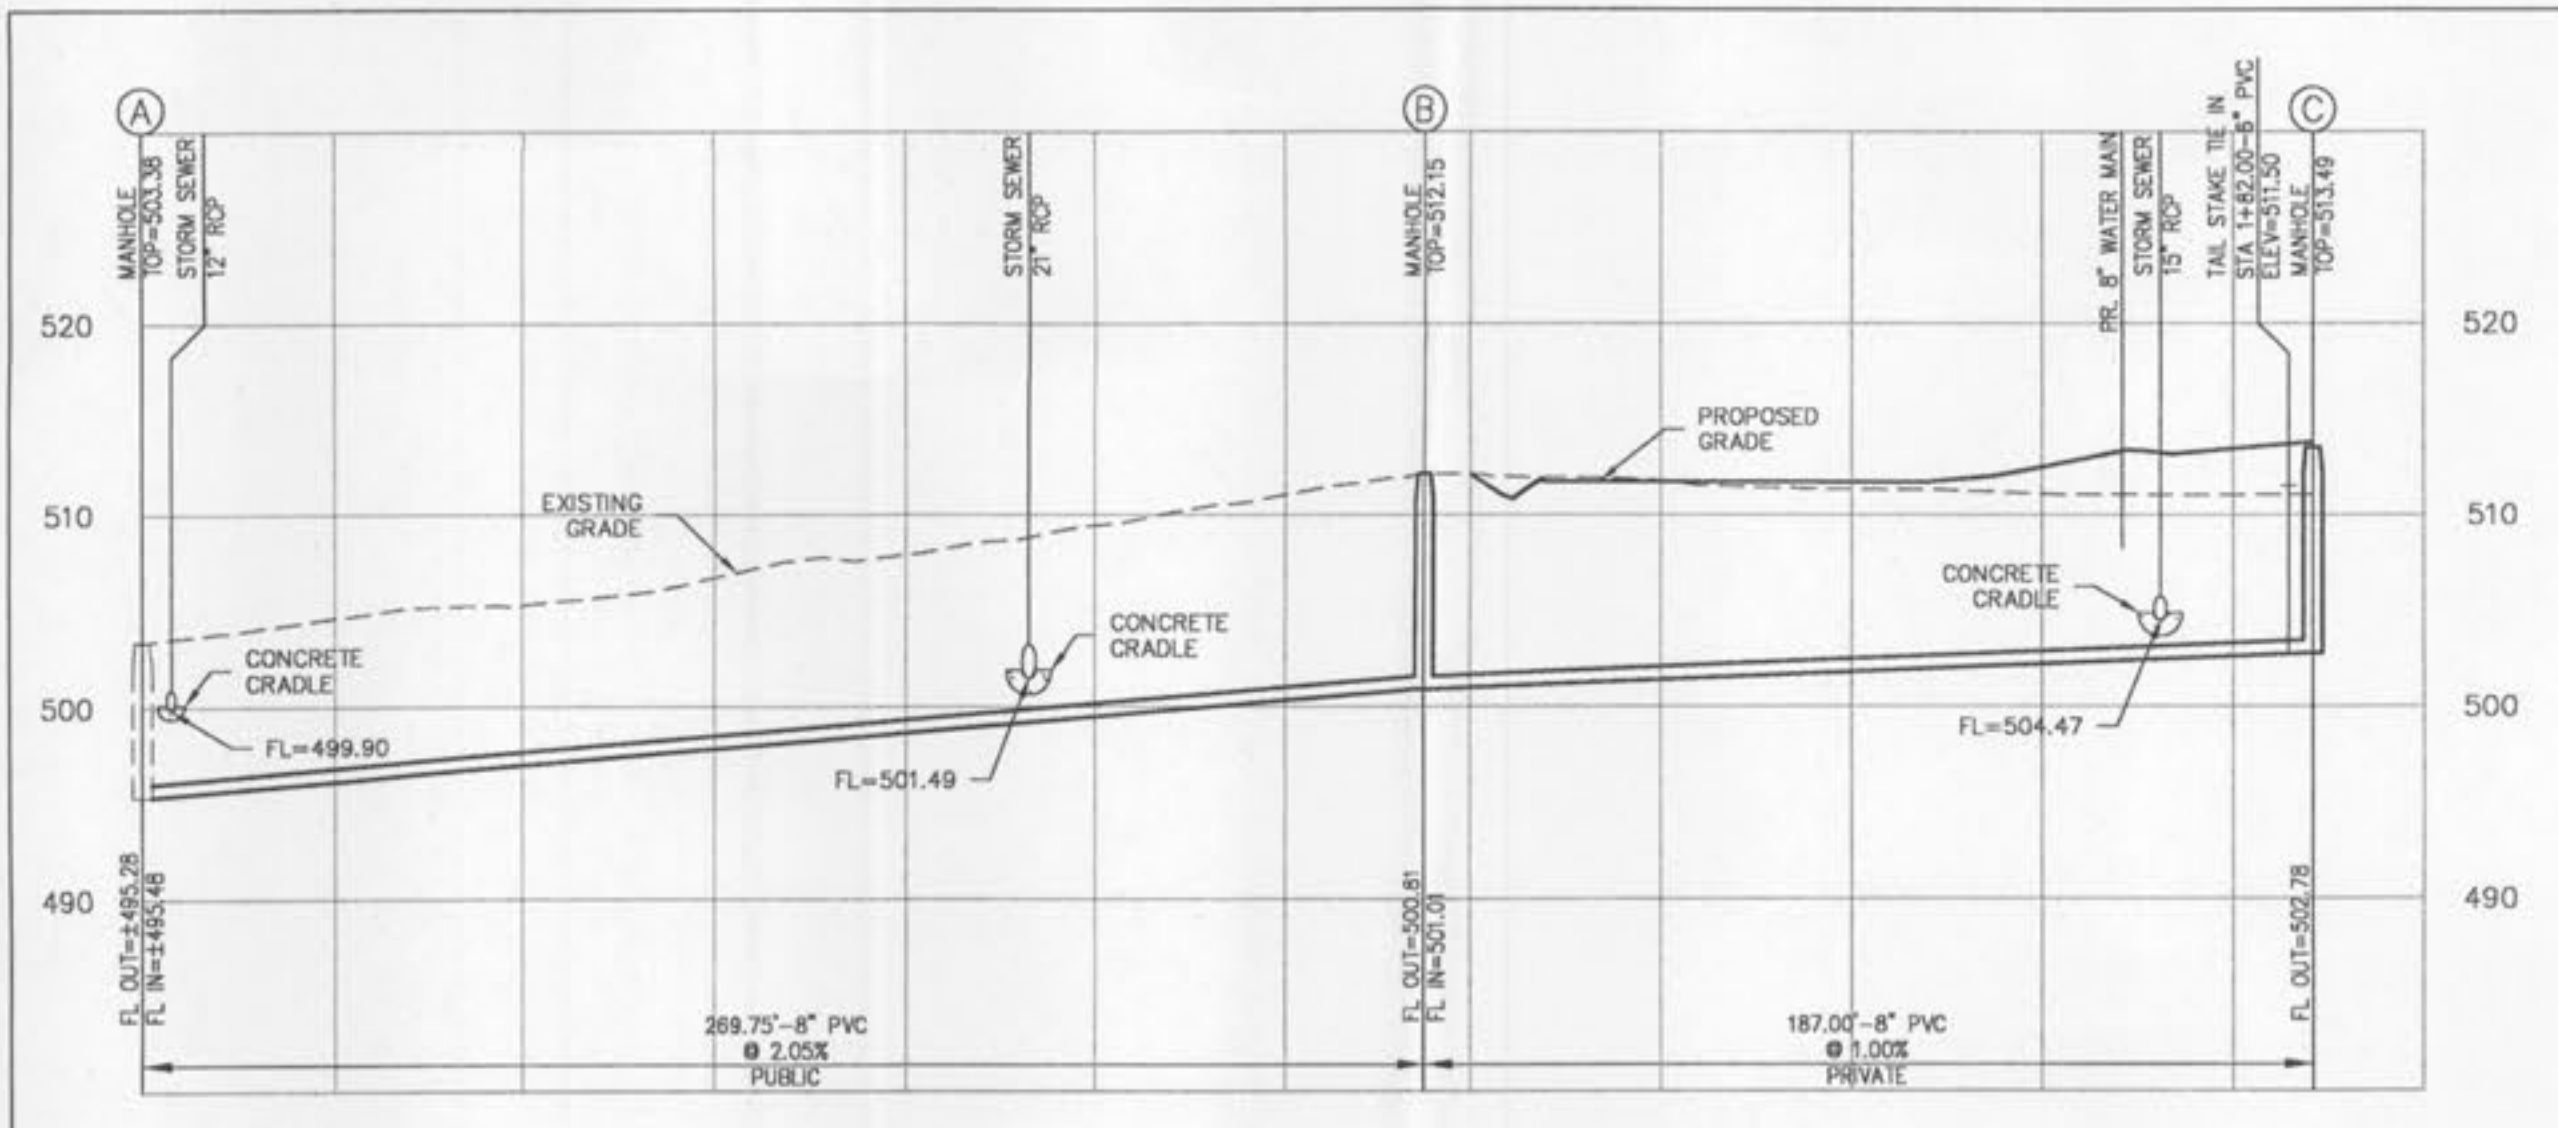 A
B
C
MANHOLE
TOP=503.38
STORM SEWER
12" RCP
STORM SEWER
21" RCP
MANHOLE
TOP=512.15
PR. 8" WATER MAIN
STORM SEWER
15" RCP
TAIL STAKE TIE IN
STA 1+82.00-6" PVC
ELEV=511.50
MANHOLE
TOP=513.49
520
520
PROPOSED
GRADE
EXISTING
GRADE
510
510
CONCRETE
CRADLE
CONCRETE
CRADLE
CONCRETE
CRADLE
500
500
FL=499.90
FL=501.49
FL=504.47
490
490
FL OUT=±495.28
FL IN=±495.48
FL OUT=500.81
FL IN=501.01
FL OUT=502.78
269.75'-8" PVC
@ 2.05%
PUBLIC
187.00'-8" PVC
@ 1.00%
PRIVATE